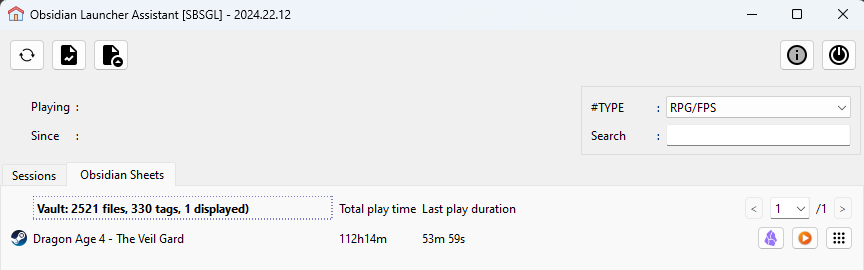 Obsidian Launcher Assistant [SBSGL] - 2024.22.12
Playing :
#TYPE : RPG/FPS
Since :
Search :
Sessions Obsidian Sheets
Vault: 2521 files, 330 tags, 1 displayed) Total play time Last play duration < 1 /1 >
Dragon Age 4 - The Veil Gard 112h14m 53m 59s